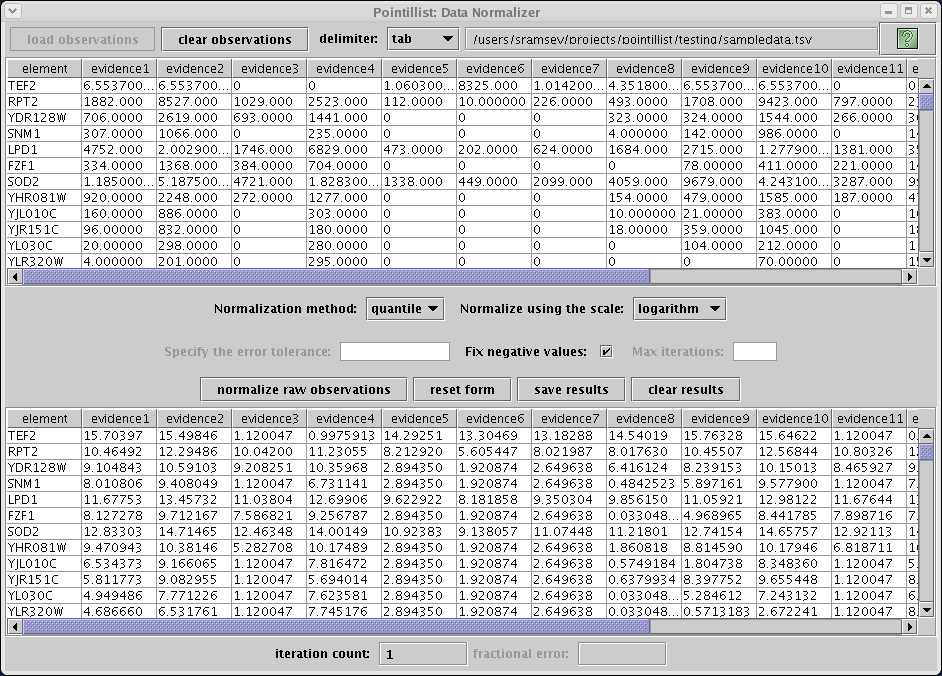 Pointillist: Data Normalizer
load observations clear observations delimiter: tab /users/sramsey/projects/pointillist/testing/sampledata.tsv ?
element evidence1 evidence2 evidence3 evidence4 evidence5 evidence6 evidence7 evidence8 evidence9 evidence10 evidence11 e
TEF2 6.553700... 6.553700... 0 0 1.060300... 8325.000 1.014200... 4.351800... 6.553700... 6.553700... 0 0
RPT2 1882.000 8527.000 1029.000 2523.000 112.0000 10.000000 226.0000 493.0000 1708.000 9423.000 797.0000 2
YDR128W 706.0000 2619.000 693.0000 1441.000 0 0 0 323.0000 324.0000 1544.000 266.0000 3
SNM1 307.0000 1066.000 0 235.0000 0 0 0 4.000000 142.0000 986.0000 0 1
LPD1 4752.000 2.002900... 1746.000 6829.000 473.0000 202.0000 624.0000 1684.000 2715.000 1.277900... 1381.000 3
FZF1 334.0000 1368.000 384.0000 704.0000 0 0 0 0 78.00000 411.0000 221.0000 1
SOD2 1.185000... 5.187500... 4721.000 1.828300... 1338.000 449.0000 2099.000 4059.000 9679.000 4.243100... 3287.000 9
YHR081W 920.0000 2248.000 272.0000 1277.000 0 0 0 154.0000 479.0000 1585.000 187.0000 4
YJL010C 160.0000 886.0000 0 303.0000 0 0 0 10.000000 21.00000 383.0000 0 1
YJR151C 96.00000 832.0000 0 180.0000 0 0 0 18.00000 359.0000 1045.000 0 1
YL030C 20.00000 298.0000 0 280.0000 0 0 0 0 104.0000 212.0000 0 1
YLR320W 4.000000 201.0000 0 295.0000 0 0 0 0 0 70.00000 0 1
Normalization method: quantile Normalize using the scale: logarithm
Specify the error tolerance: Fix negative values: Max iterations:
normalize raw observations reset form save results clear results
element evidence1 evidence2 evidence3 evidence4 evidence5 evidence6 evidence7 evidence8 evidence9 evidence10 evidence11 e
TEF2 15.70397 15.49846 1.120047 0.9975913 14.29251 13.30469 13.18288 14.54019 15.76328 15.64622 1.120047 0.
RPT2 10.46492 12.29486 10.04200 11.23055 8.212920 5.605447 8.021987 8.017630 10.45507 12.56844 10.80326 1
YDR128W 9.104843 10.59103 9.208251 10.35968 2.894350 1.920874 2.649638 6.416124 8.239153 10.15013 8.465927 9.
SNM1 8.010806 9.408049 1.120047 6.731141 2.894350 1.920874 2.649638 0.4842523 5.897161 9.577900 1.120047 7.
LPD1 11.67753 13.45732 11.03804 12.69906 9.622922 8.181858 9.350304 9.856150 11.05921 12.98122 11.67644 1
FZF1 8.127278 9.712167 7.586821 9.256787 2.894350 1.920874 2.649638 0.033048... 4.968965 8.441785 7.898716 7.
SOD2 12.83303 14.71465 12.46348 14.00149 10.92383 9.138057 11.07448 11.21801 12.74154 14.65757 12.92113 1
YHR081W 9.470943 10.38146 5.282708 10.17489 2.894350 1.920874 2.649638 1.860818 8.814590 10.17946 6.818711 1
YJL010C 6.534373 9.166065 1.120047 7.816472 2.894350 1.920874 2.649638 0.5749184 1.804738 8.348360 1.120047 5.
YJR151C 5.811773 9.082955 1.120047 5.694014 2.894350 1.920874 2.649638 0.6379934 8.397752 9.655448 1.120047 8.
YL030C 4.949486 7.771226 1.120047 7.623581 2.894350 1.920874 2.649638 0.033048... 5.284612 7.243132 1.120047 6.
YLR320W 4.686660 6.531761 1.120047 7.745176 2.894350 1.920874 2.649638 0.033048... 0.5713183 2.672241 1.120047 8.
iteration count: 1 fractional error: